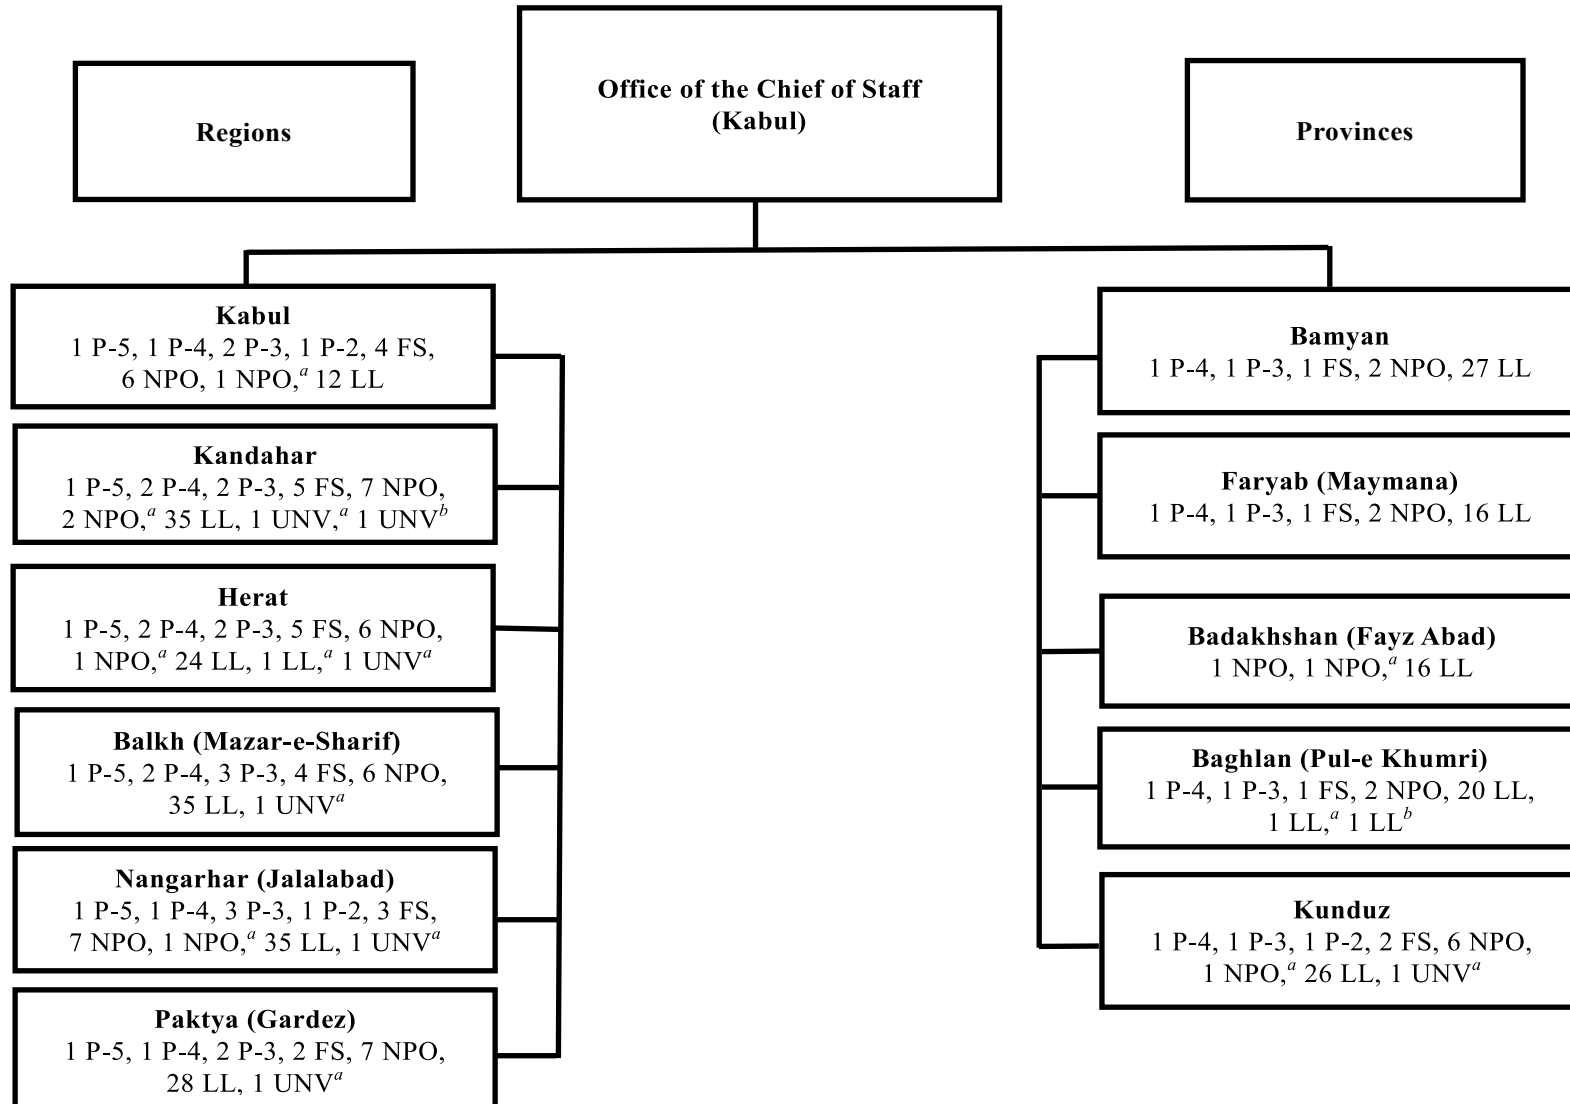 Regions
Office of the Chief of Staff
(Kabul)
Provinces
Kabul
1 P-5, 1 P-4, 2 P-3, 1 P-2, 4 FS,
6 NPO, 1 NPO,ᵃ 12 LL
Kandahar
1 P-5, 2 P-4, 2 P-3, 5 FS, 7 NPO,
2 NPO,ᵃ 35 LL, 1 UNV,ᵃ 1 UNVᵇ
Herat
1 P-5, 2 P-4, 2 P-3, 5 FS, 6 NPO,
1 NPO,ᵃ 24 LL, 1 LL,ᵃ 1 UNVᵃ
Balkh (Mazar-e-Sharif)
1 P-5, 2 P-4, 3 P-3, 4 FS, 6 NPO,
35 LL, 1 UNVᵃ
Nangarhar (Jalalabad)
1 P-5, 1 P-4, 3 P-3, 1 P-2, 3 FS,
7 NPO, 1 NPO,ᵃ 35 LL, 1 UNVᵃ
Paktya (Gardez)
1 P-5, 1 P-4, 2 P-3, 2 FS, 7 NPO,
28 LL, 1 UNVᵃ
Bamyan
1 P-4, 1 P-3, 1 FS, 2 NPO, 27 LL
Faryab (Maymana)
1 P-4, 1 P-3, 1 FS, 2 NPO, 16 LL
Badakhshan (Fayz Abad)
1 NPO, 1 NPO,ᵃ 16 LL
Baghlan (Pul-e Khumri)
1 P-4, 1 P-3, 1 FS, 2 NPO, 20 LL,
1 LL,ᵃ 1 LLᵇ
Kunduz
1 P-4, 1 P-3, 1 P-2, 2 FS, 6 NPO,
1 NPO,ᵃ 26 LL, 1 UNVᵃ